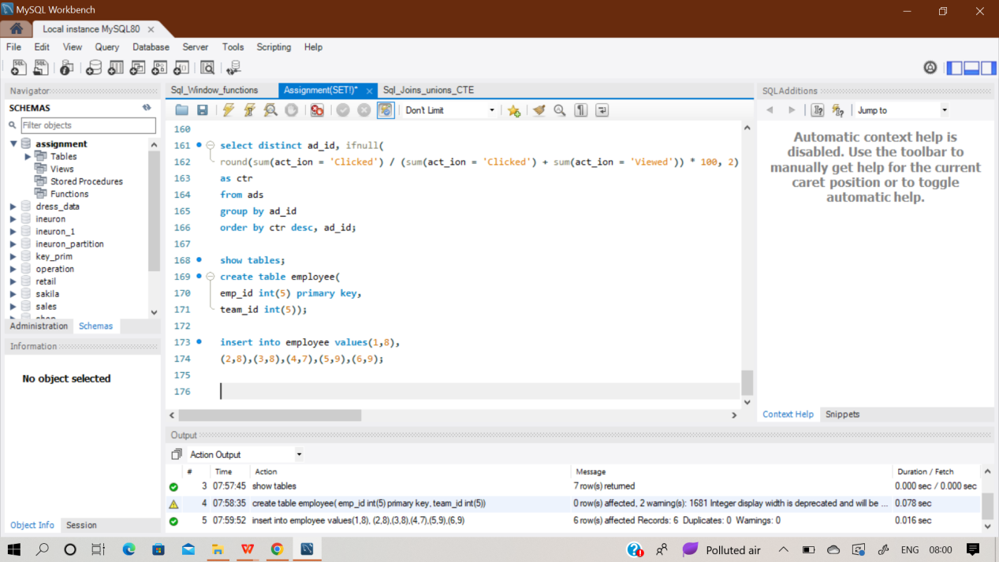 MySQL Workbench
Local instance MySQL80
File Edit View Query Database Server Tools Scripting Help
Navigator
SCHEMAS
Filter objects
assignment
Tables
Views
Stored Procedures
Functions
dress_data
ineuron
ineuron_1
ineuron_partition
key_prim
operation
retail
sakila
sales
Administration Schemas
Information
No object selected
Object Info Session
Sql_Window_functions Assignment(SET!)* Sql_Joins_unions_CTE
Don't Limit
160
161 select distinct ad_id, ifnull(
162 round(sum(act_ion = 'Clicked') / (sum(act_ion = 'Clicked') + sum(act_ion = 'Viewed')) * 100, 2)
163 as ctr
164 from ads
165 group by ad_id
166 order by ctr desc, ad_id;
167
168 show tables;
169 create table employee(
170 emp_id int(5) primary key,
171 team_id int(5));
172
173 insert into employee values(1,8),
174 (2,8),(3,8),(4,7),(5,9),(6,9);
175
176
SQLAdditions
Jump to
Automatic context help is
disabled. Use the toolbar to
manually get help for the current
caret position or to toggle
automatic help.
Context Help Snippets
Output
Action Output
# Time Action Message Duration / Fetch
3 07:57:45 show tables 7 row(s) returned 0.000 sec / 0.000 sec
4 07:58:35 create table employee( emp_id int(5) primary key, team_id int(5)) 0 row(s) affected, 2 warning(s): 1681 Integer display width is deprecated and will be ... 0.078 sec
5 07:59:52 insert into employee values(1,8), (2,8),(3,8),(4,7),(5,9),(6,9) 6 row(s) affected Records: 6 Duplicates: 0 Warnings: 0 0.016 sec
Polluted air ENG 08:00